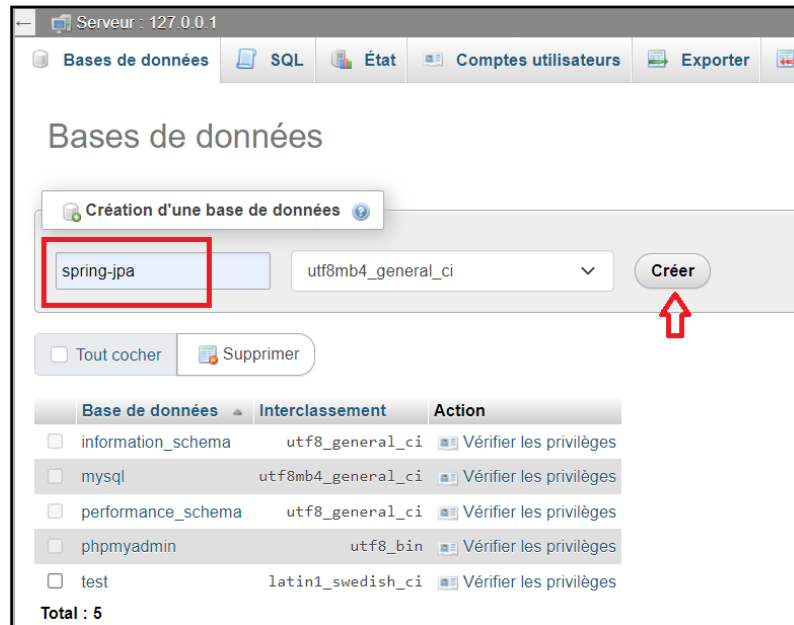 Serveur : 127.0.0.1
Bases de données SQL État Comptes utilisateurs Exporter
Bases de données
Création d'une base de données
spring-jpa utf8mb4_general_ci Créer
Tout cocher Supprimer
Base de données Interclassement Action
information_schema utf8_general_ci Vérifier les privilèges
mysql utf8mb4_general_ci Vérifier les privilèges
performance_schema utf8_general_ci Vérifier les privilèges
phpmyadmin utf8_bin Vérifier les privilèges
test latin1_swedish_ci Vérifier les privilèges
Total : 5